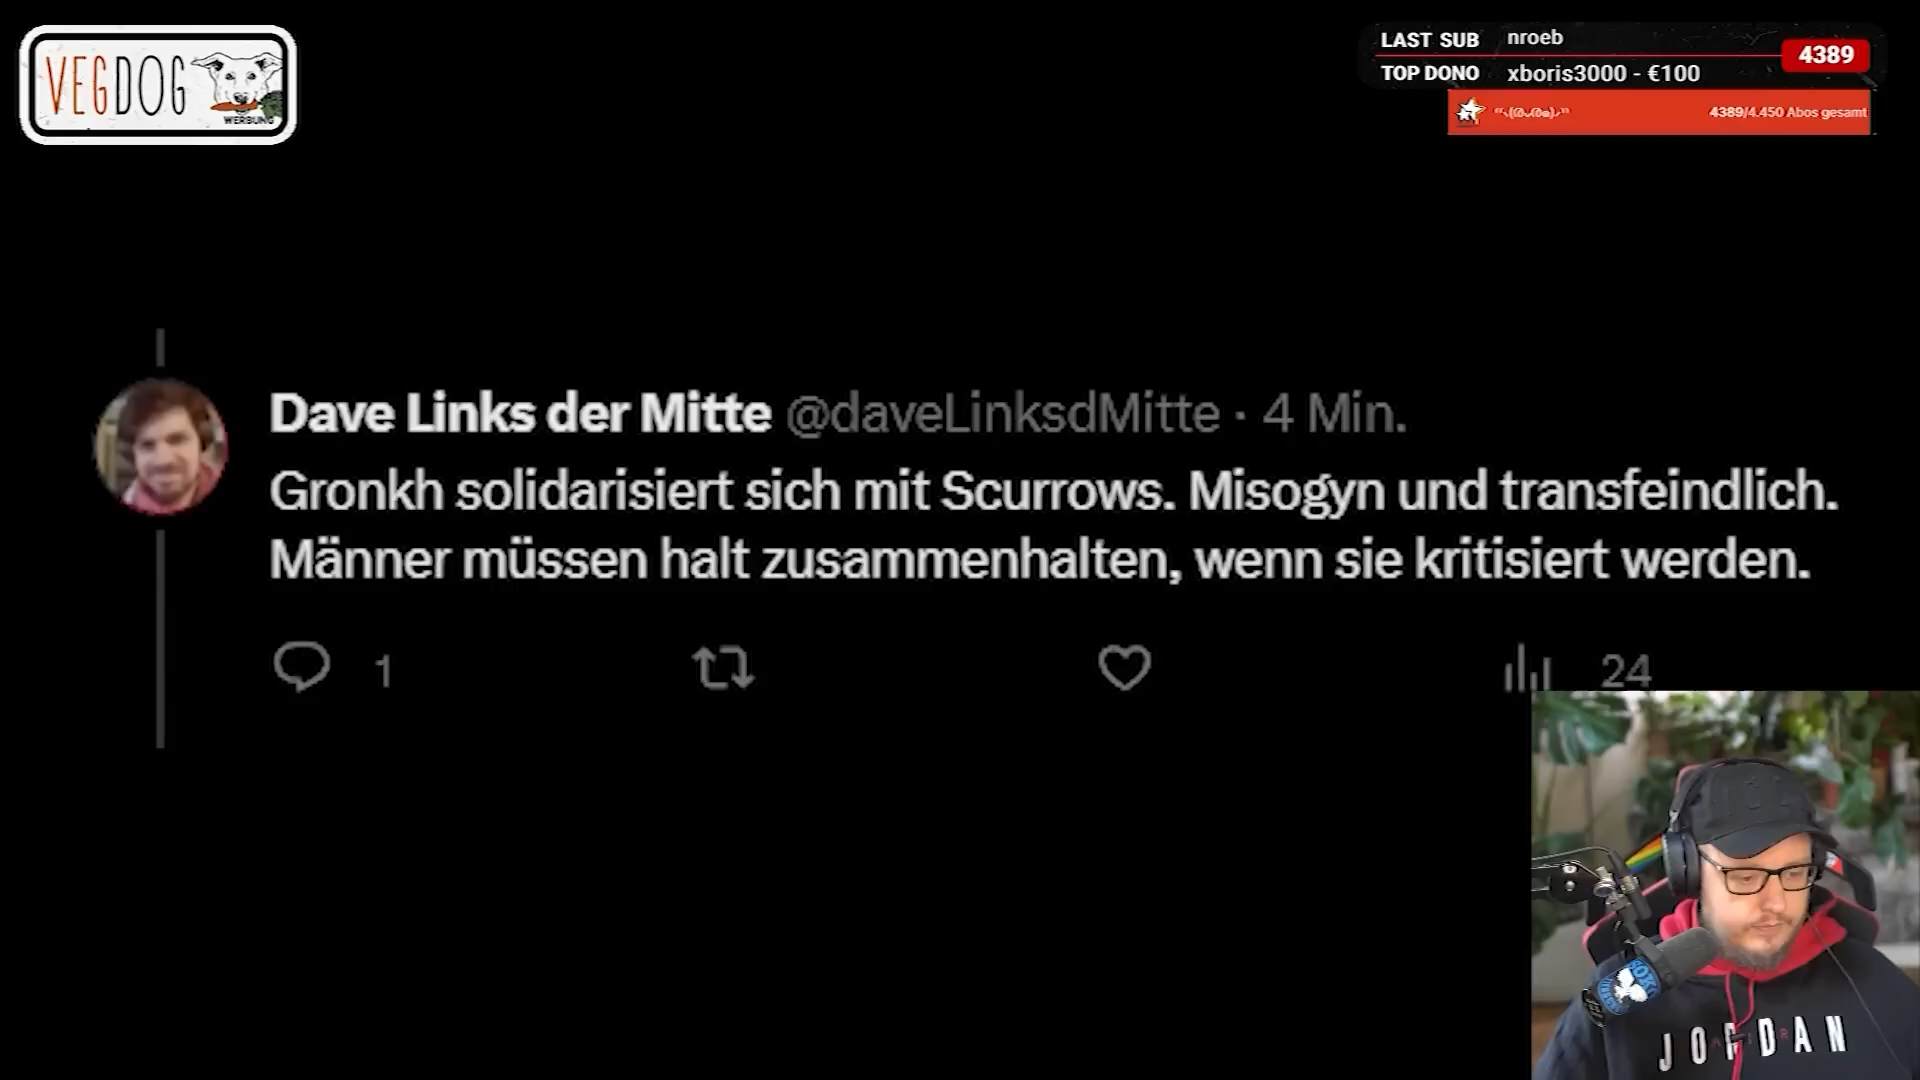 VEGDOG
WERBUNG
LAST SUB nroeb
4389
TOP DONO xboris3000 - €100
4389/4.450 Abos gesamt
Dave Links der Mitte @daveLinksdMitte · 4 Min.
Gronkh solidarisiert sich mit Scurrows. Misogyn und transfeindlich.
Männer müssen halt zusammenhalten, wenn sie kritisiert werden.
1
24
JORDAN